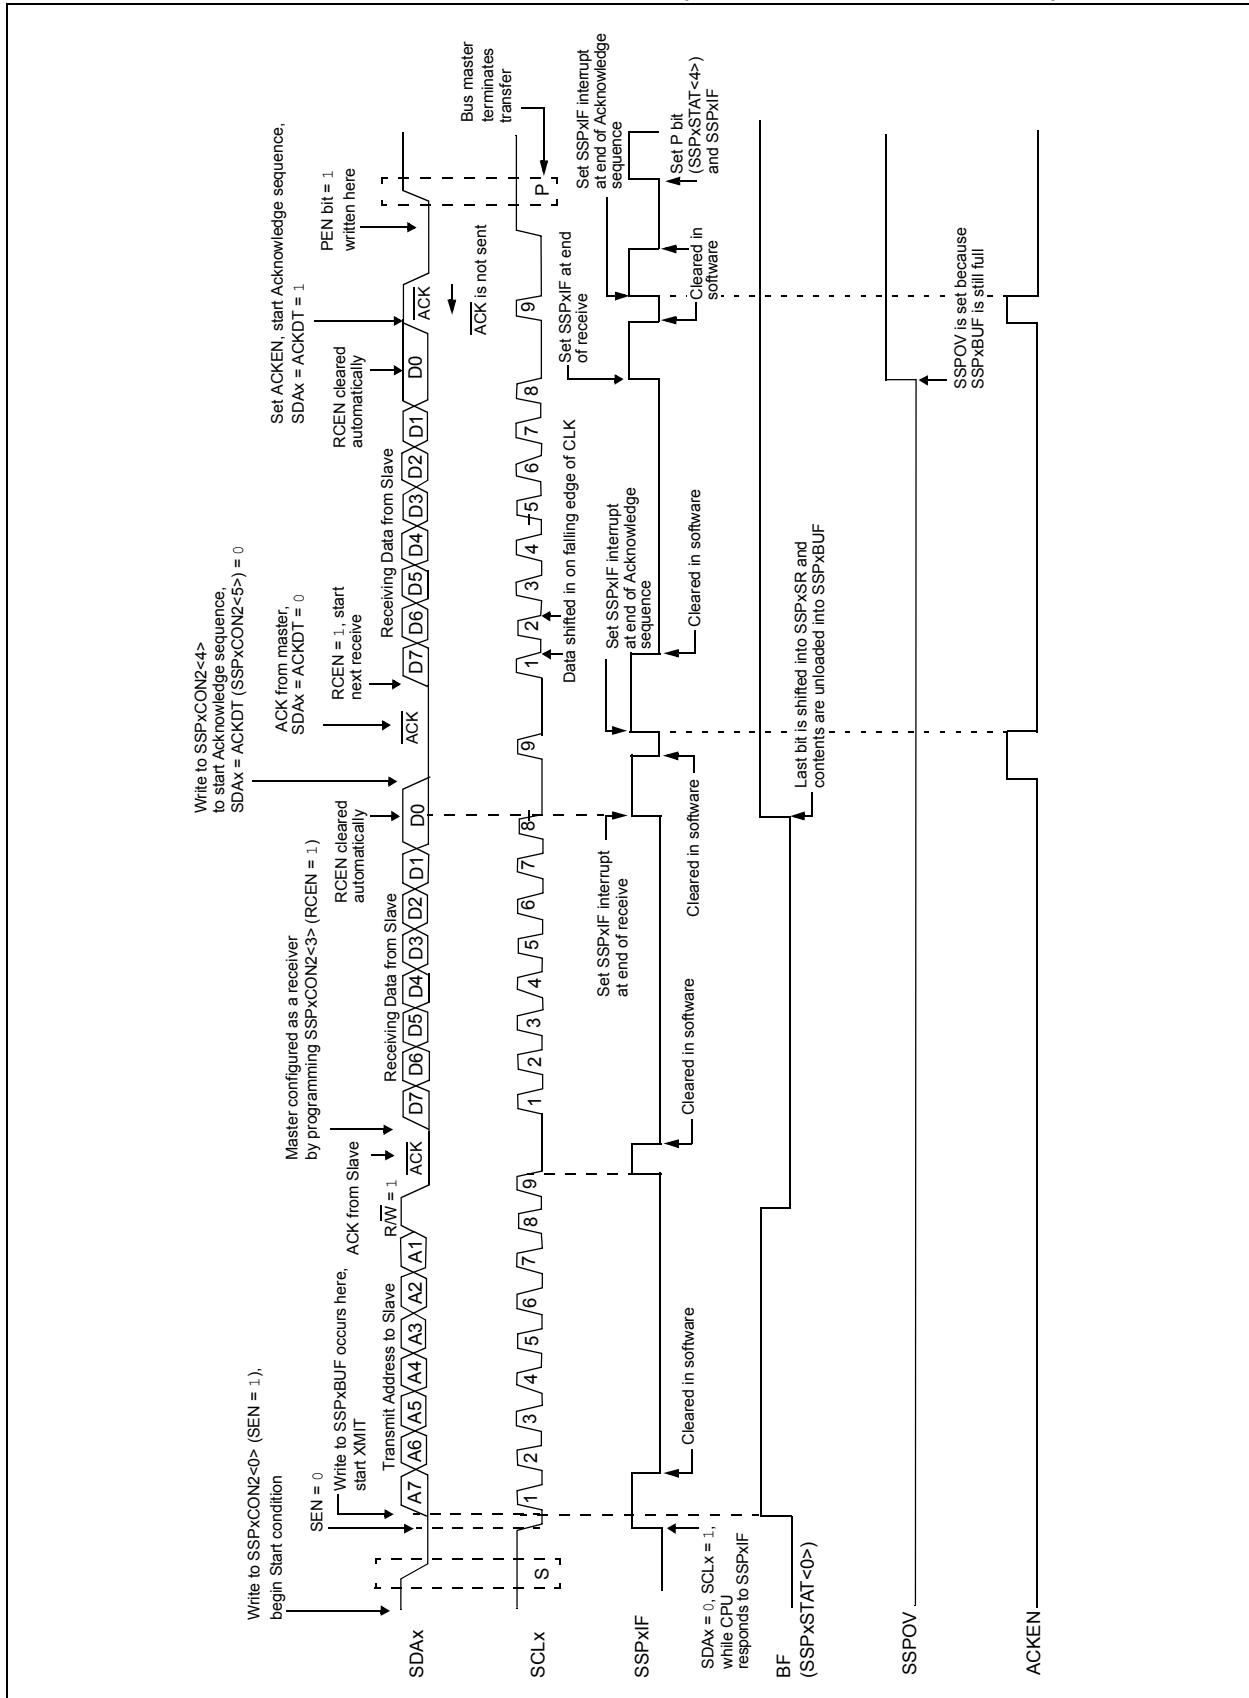 Write to SSPxCON2<0> (SEN = 1),
begin Start condition
SEN = 0
Write to SSPxBUF occurs here,
start XMIT
ACK from Slave
Master configured as a receiver
by programming SSPxCON2<3> (RCEN = 1)
Write to SSPxCON2<4>
to start Acknowledge sequence,
SDAx = ACKDT (SSPxCON2<5>) = 0
RCEN cleared
automatically
ACK from master,
SDAx = ACKDT = 0
RCEN = 1, start
next receive
Set ACKEN, start Acknowledge sequence,
SDAx = ACKDT = 1
RCEN cleared
automatically
PEN bit = 1
written here
Transmit Address to Slave
R/W = 1
Receiving Data from Slave
Receiving Data from Slave
SDAx
A7 A6 A5 A4 A3 A2 A1
ACK
D7 D6 D5 D4 D3 D2 D1 D0
ACK
D7 D6 D5 D4 D3 D2 D1 D0
ACK
ACK is not sent
Bus master
terminates
transfer
SCLx
S
1 2 3 4 5 6 7 8 9
1 2 3 4 5 6 7 8 9
1 2 3 4 5 6 7 8 9
P
Data shifted in on falling edge of CLK
Set SSPxIF interrupt
at end of receive
Set SSPxIF interrupt
at end of Acknowledge
sequence
Set SSPxIF at end
of receive
Set SSPxIF interrupt
at end of Acknowledge
sequence
SSPxIF
SDAx = 0, SCLx = 1,
while CPU
responds to SSPxIF
Cleared in software
Cleared in software
Cleared in software
Cleared in software
Cleared in
software
Set P bit
(SSPxSTAT<4>)
and SSPxIF
BF
(SSPxSTAT<0>)
Last bit is shifted into SSPxSR and
contents are unloaded into SSPxBUF
SSPOV
SSPOV is set because
SSPxBUF is still full
ACKEN